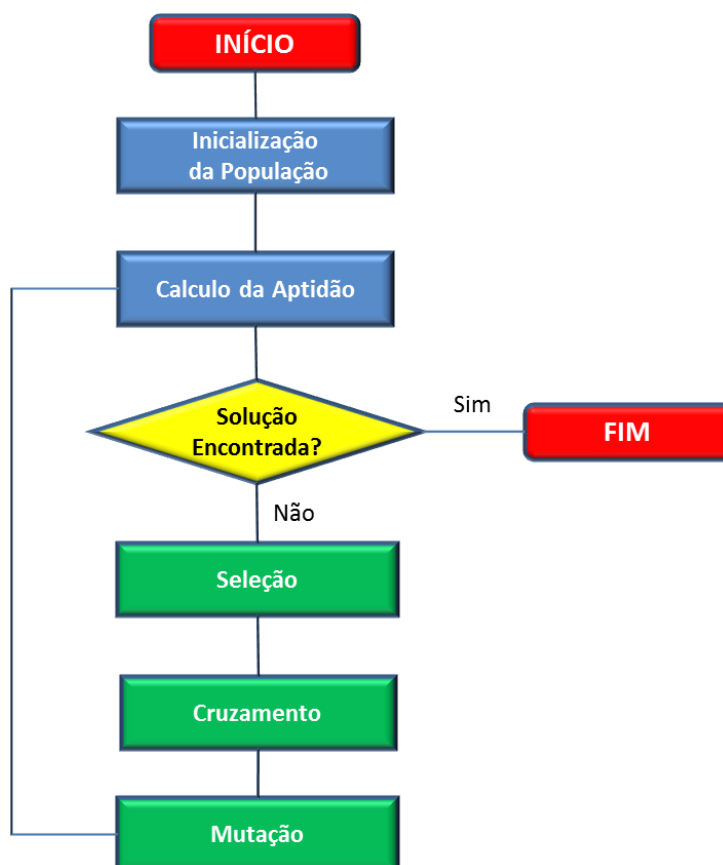 INÍCIO
Inicialização
da População
Calculo da Aptidão
Solução
Encontrada?
Sim
FIM
Não
Seleção
Cruzamento
Mutação